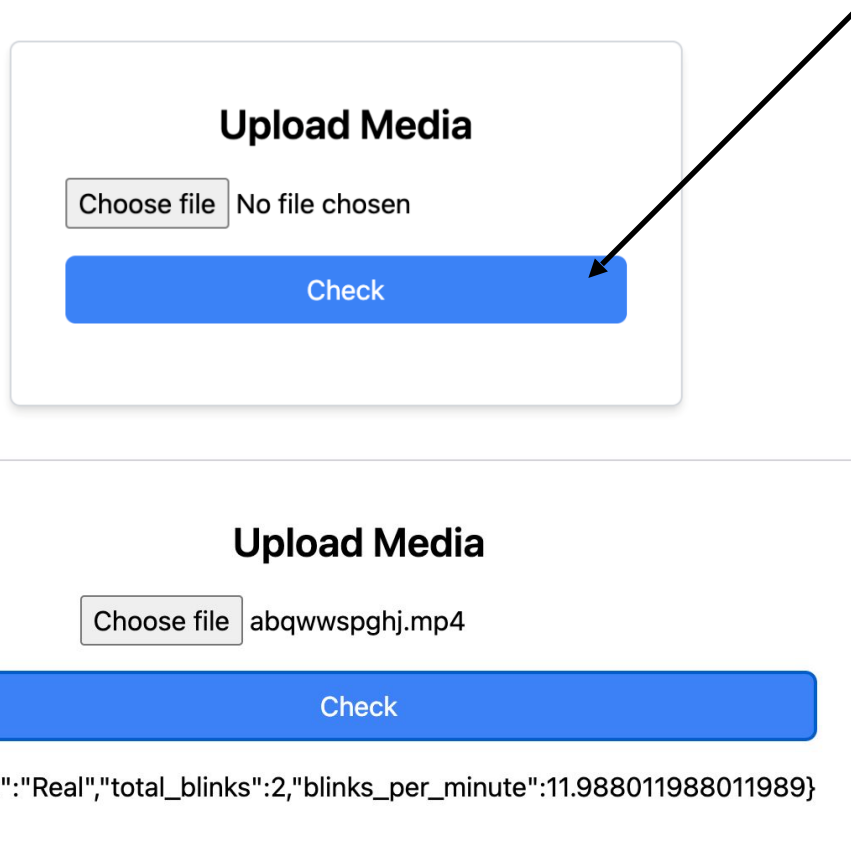 Upload Media
Choose file No file chosen
Check
Upload Media
Choose file abqwwspghj.mp4
Check
":"Real","total_blinks":2,"blinks_per_minute":11.988011988011989}